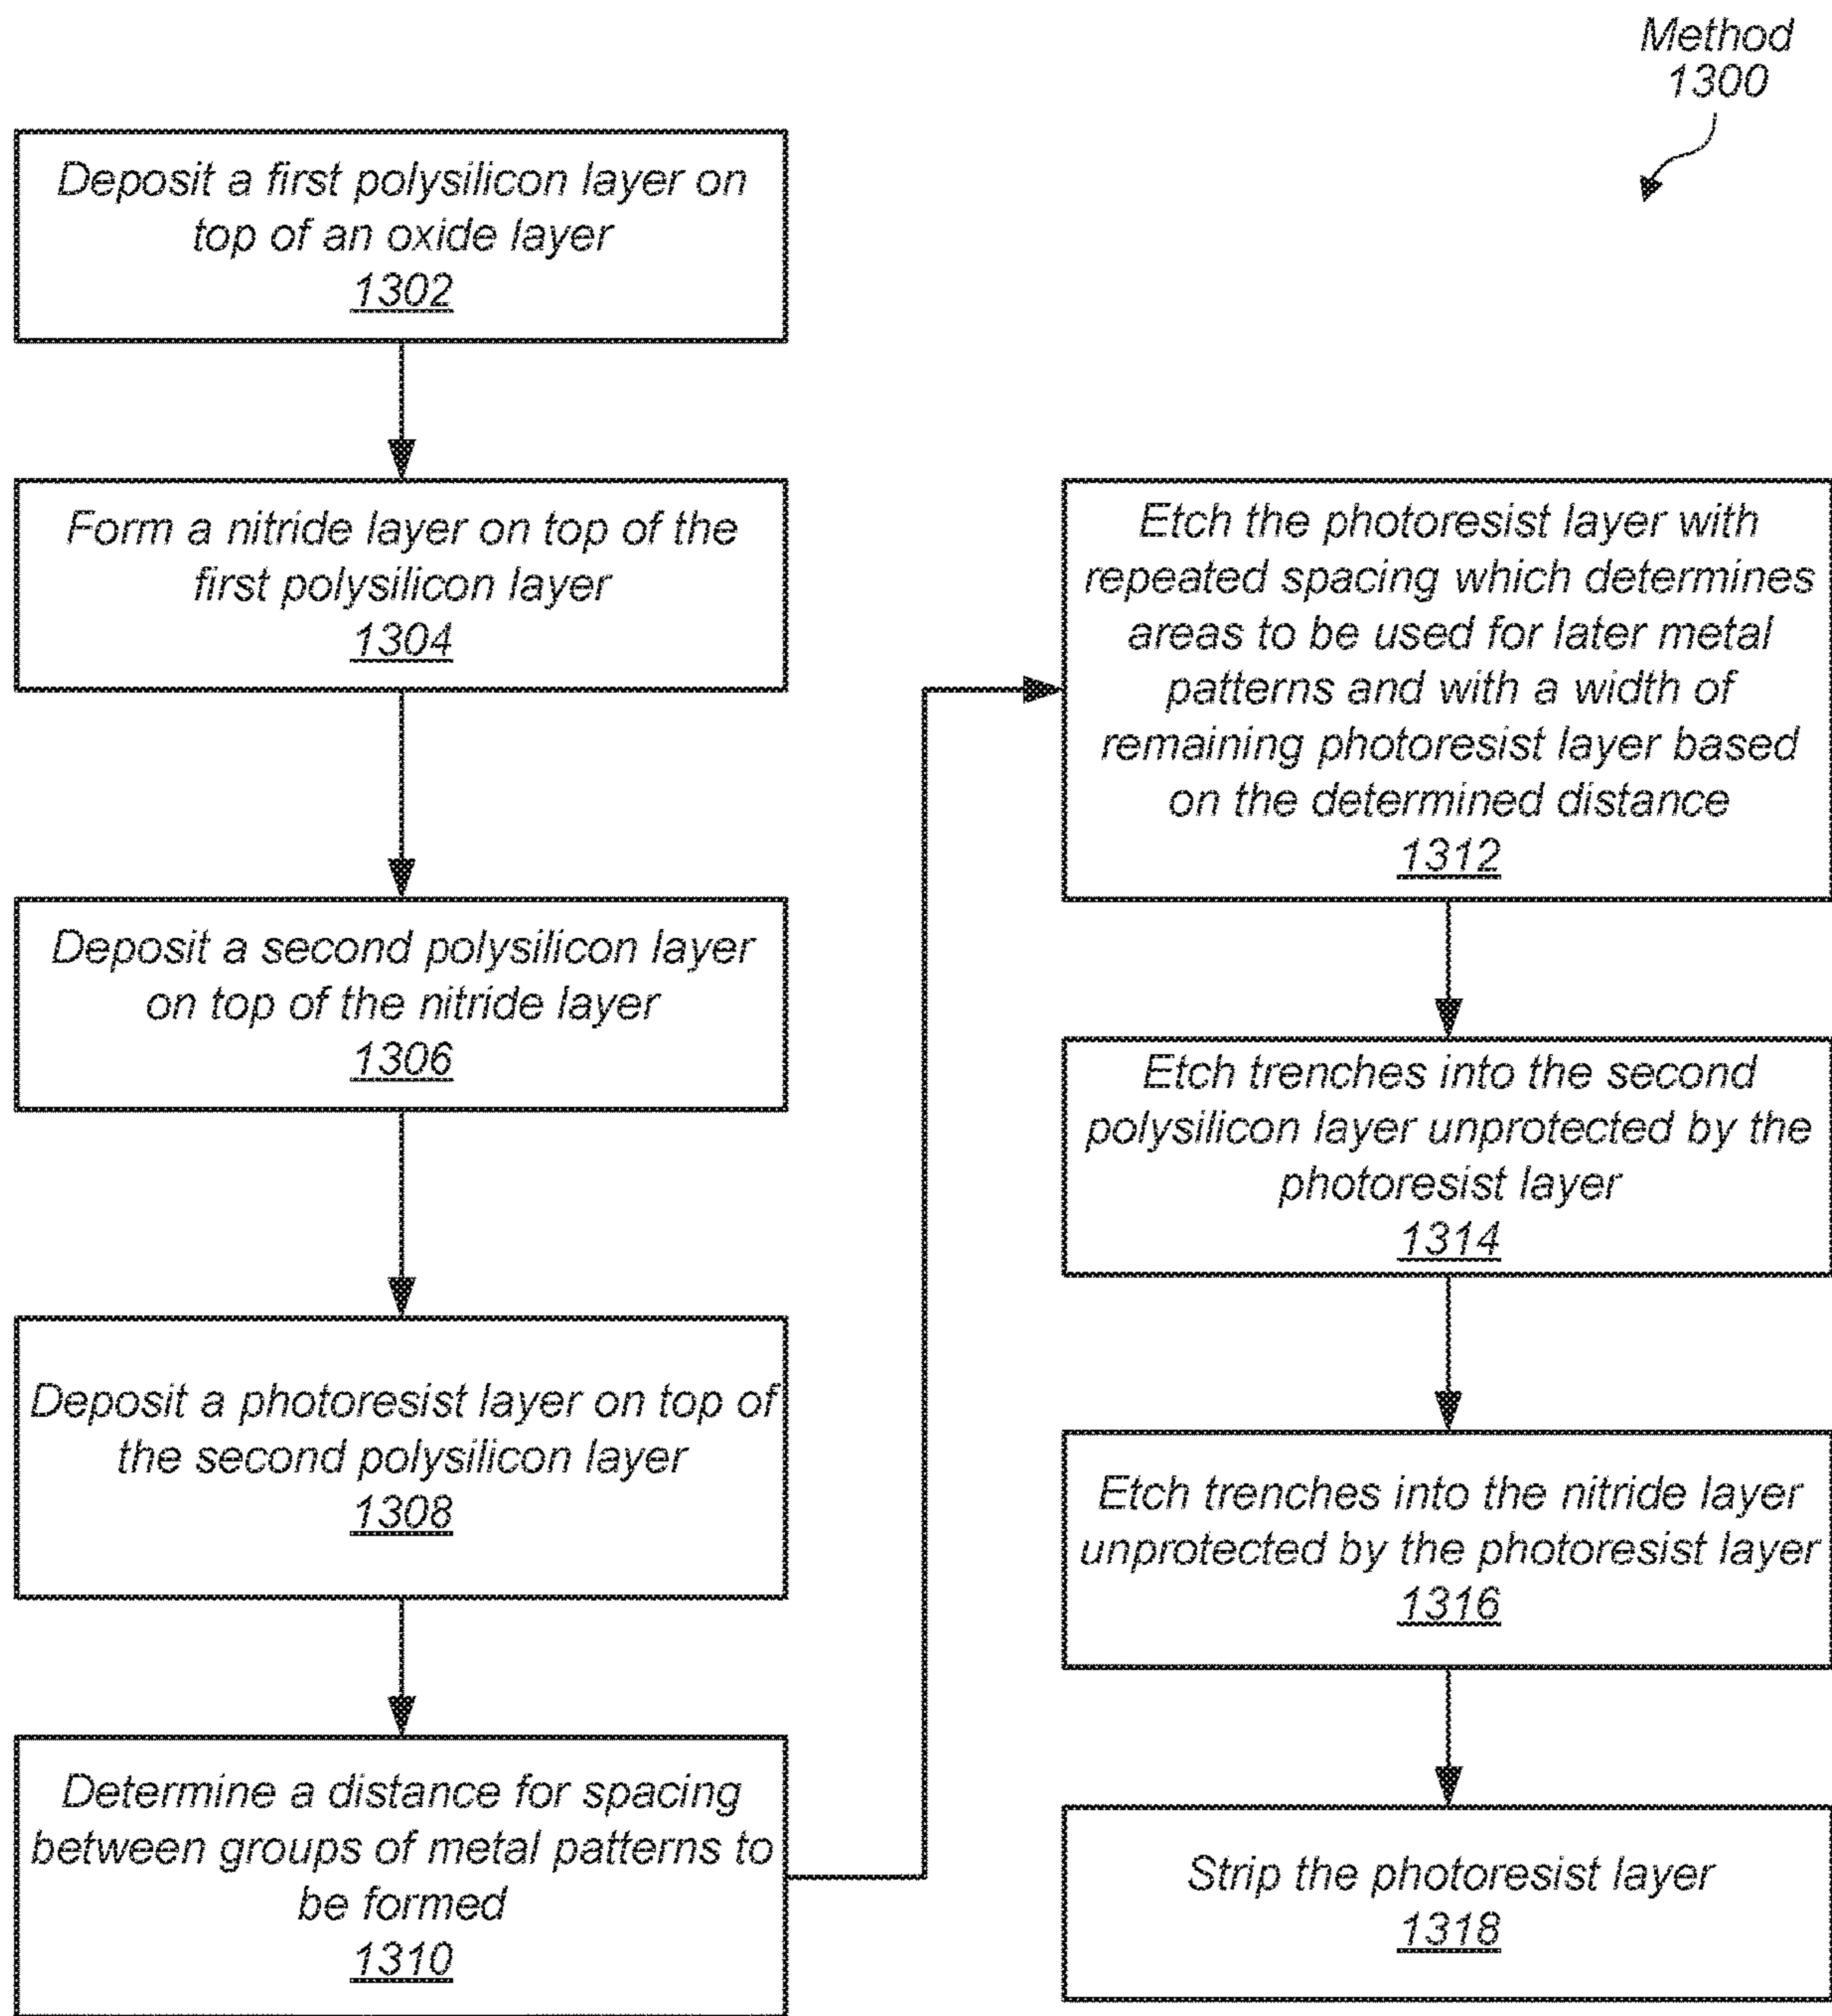 Method
1300
Deposit a first polysilicon layer on
top of an oxide layer
1302
Form a nitride layer on top of the
first polysilicon layer
1304
Deposit a second polysilicon layer
on top of the nitride layer
1306
Deposit a photoresist layer on top of
the second polysilicon layer
1308
Determine a distance for spacing
between groups of metal patterns to
be formed
1310
Etch the photoresist layer with
repeated spacing which determines
areas to be used for later metal
patterns and with a width of
remaining photoresist layer based
on the determined distance
1312
Etch trenches into the second
polysilicon layer unprotected by the
photoresist layer
1314
Etch trenches into the nitride layer
unprotected by the photoresist layer
1316
Strip the photoresist layer
1318